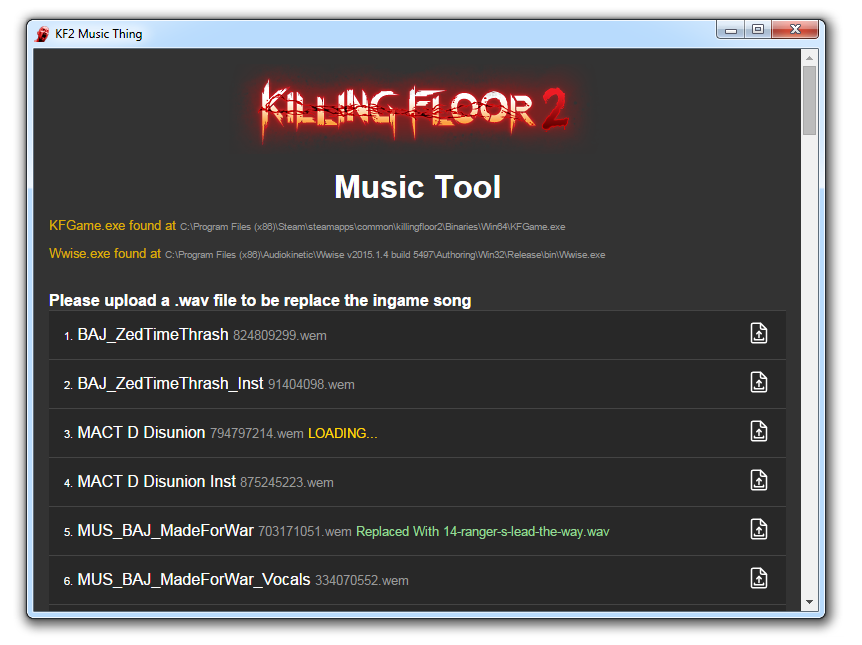 KF2 Music Thing
KILLING FLOOR 2
Music Tool
KFGame.exe found at C:\Program Files (x86)\Steam\steamapps\common\killingfloor2\Binaries\Win64\KFGame.exe
Wwise.exe found at C:\Program Files (x86)\Audiokinetic\Wwise v2015.1.4 build 5497\Authoring\Win32\Release\bin\Wwise.exe
Please upload a .wav file to be replace the ingame song
1. BAJ_ZedTimeThrash 824809299.wem
2. BAJ_ZedTimeThrash_Inst 91404098.wem
3. MACT D Disunion 794797214.wem LOADING...
4. MACT D Disunion Inst 875245223.wem
5. MUS_BAJ_MadeForWar 703171051.wem Replaced With 14-ranger-s-lead-the-way.wav
6. MUS_BAJ_MadeForWar_Vocals 334070552.wem